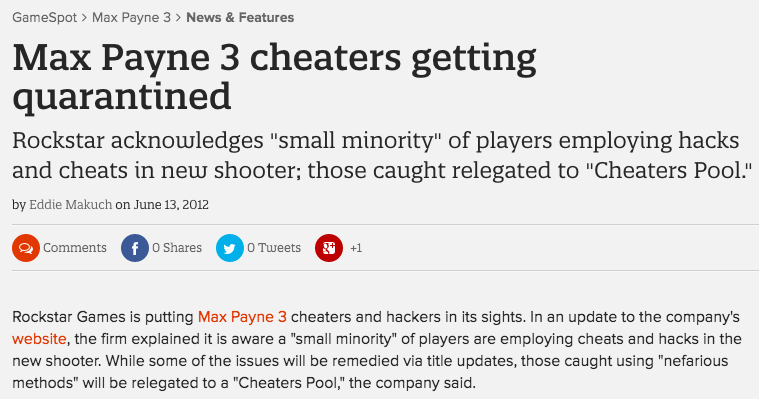 GameSpot > Max Payne 3 > News & Features
Max Payne 3 cheaters getting
quarantined
Rockstar acknowledges "small minority" of players employing hacks
and cheats in new shooter; those caught relegated to "Cheaters Pool."
by Eddie Makuch on June 13, 2012
Comments 0 Shares 0 Tweets +1
Rockstar Games is putting Max Payne 3 cheaters and hackers in its sights. In an update to the company's
website, the firm explained it is aware a "small minority" of players are employing cheats and hacks in the
new shooter. While some of the issues will be remedied via title updates, those caught using "nefarious
methods" will be relegated to a "Cheaters Pool," the company said.